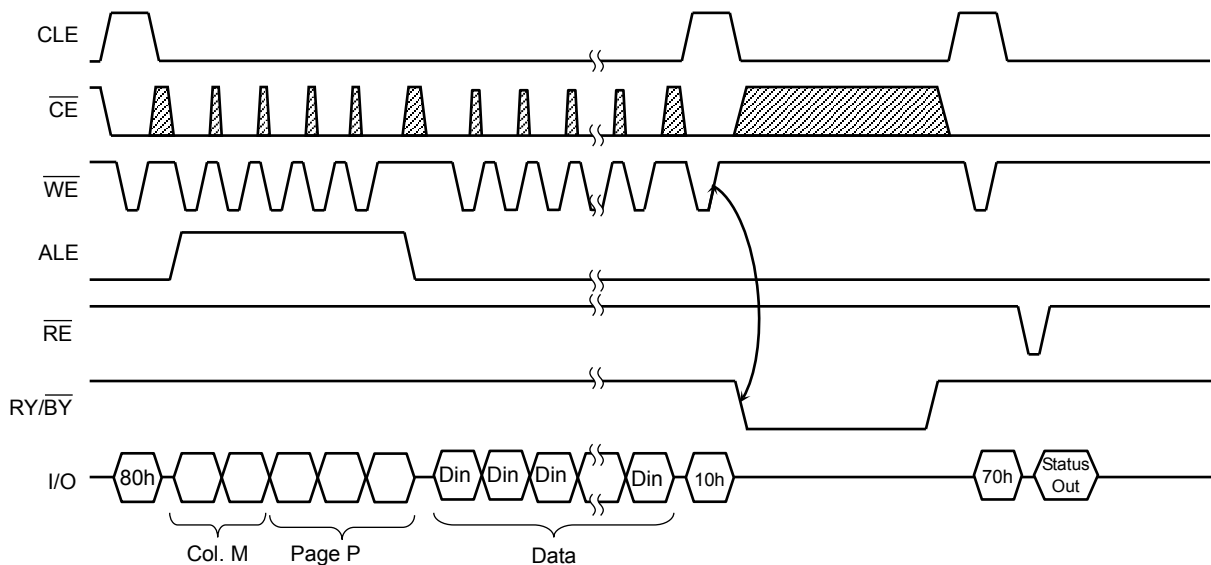 CLE
CE
WE
ALE
RE
RY/BY
I/O
80h
Din
Din
Din
Din
10h
70h
Status
Out
Col. M
Page P
Data